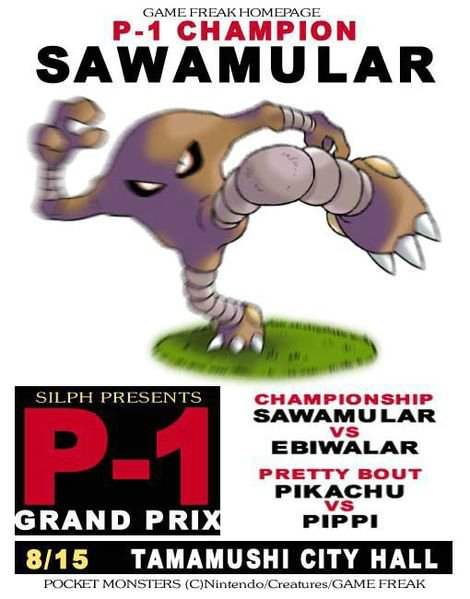 GAME FREAK HOMEPAGE
P-1 CHAMPION
SAWAMULAR
SILPH PRESENTS
P-1
GRAND PRIX
CHAMPIONSHIP
SAWAMULAR
VS
EBIWALAR
PRETTY BOUT
PIKACHU
VS
PIPPI
8/15 TAMAMUSHI CITY HALL
POCKET MONSTERS (C)Nintendo/Creatures/GAME FREAK